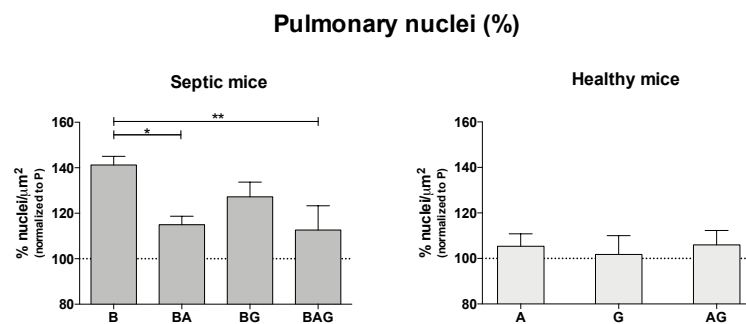 Pulmonary nuclei (%)
Septic mice
% nuclei/μm²
(normalized to P)
160
140
120
100
80
*
**
B BA BG BAG
Healthy mice
% nuclei/μm²
(normalized to P)
160
140
120
100
80
A G AG